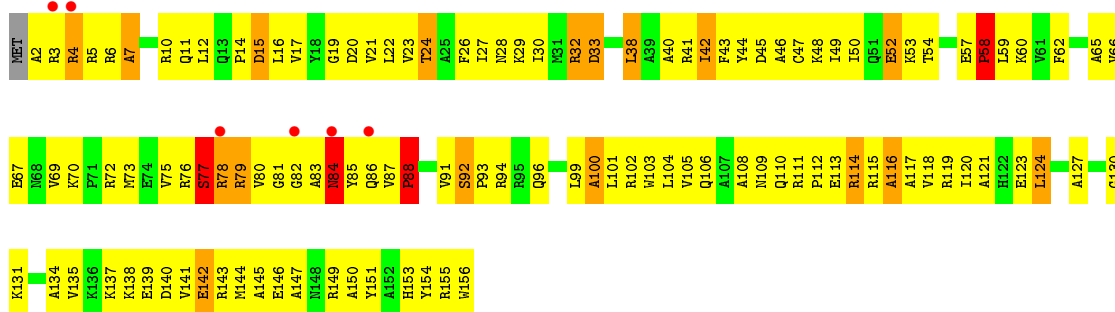 MET A2 R3 R4 R5 R6 A7 R10 Q11 L12 Q13 P14 D15 L16 V17 Y18 G19 D20 V21 L22 V23 T24 A25 F26 I27 N28 K29 I30 M31 R32 D33 L38 A39 A40 R41 I42 F43 Y44 D45 A46 C47 K48 I49 I50 Q51 E52 K53 T54 E57 P58 L59 K60 V61 F62 A65 V66
E67 N68 V69 K70 P71 R72 M73 E74 V75 R76 S77 R78 R79 V80 G81 G82 A83 N84 Y85 Q86 V87 P88 V91 S92 P93 R94 R95 Q96 L99 A100 L101 R102 W103 L104 V105 Q106 A107 A108 N109 Q110 R111 P112 E113 R114 R115 A116 A117 V118 R119 I120 A121 H122 E123 L124 A127 G130
K131 A134 V135 K136 K137 K138 E139 D140 V141 E142 R143 M144 A145 E146 A147 N148 R149 A150 Y151 A152 H153 Y154 R155 W156